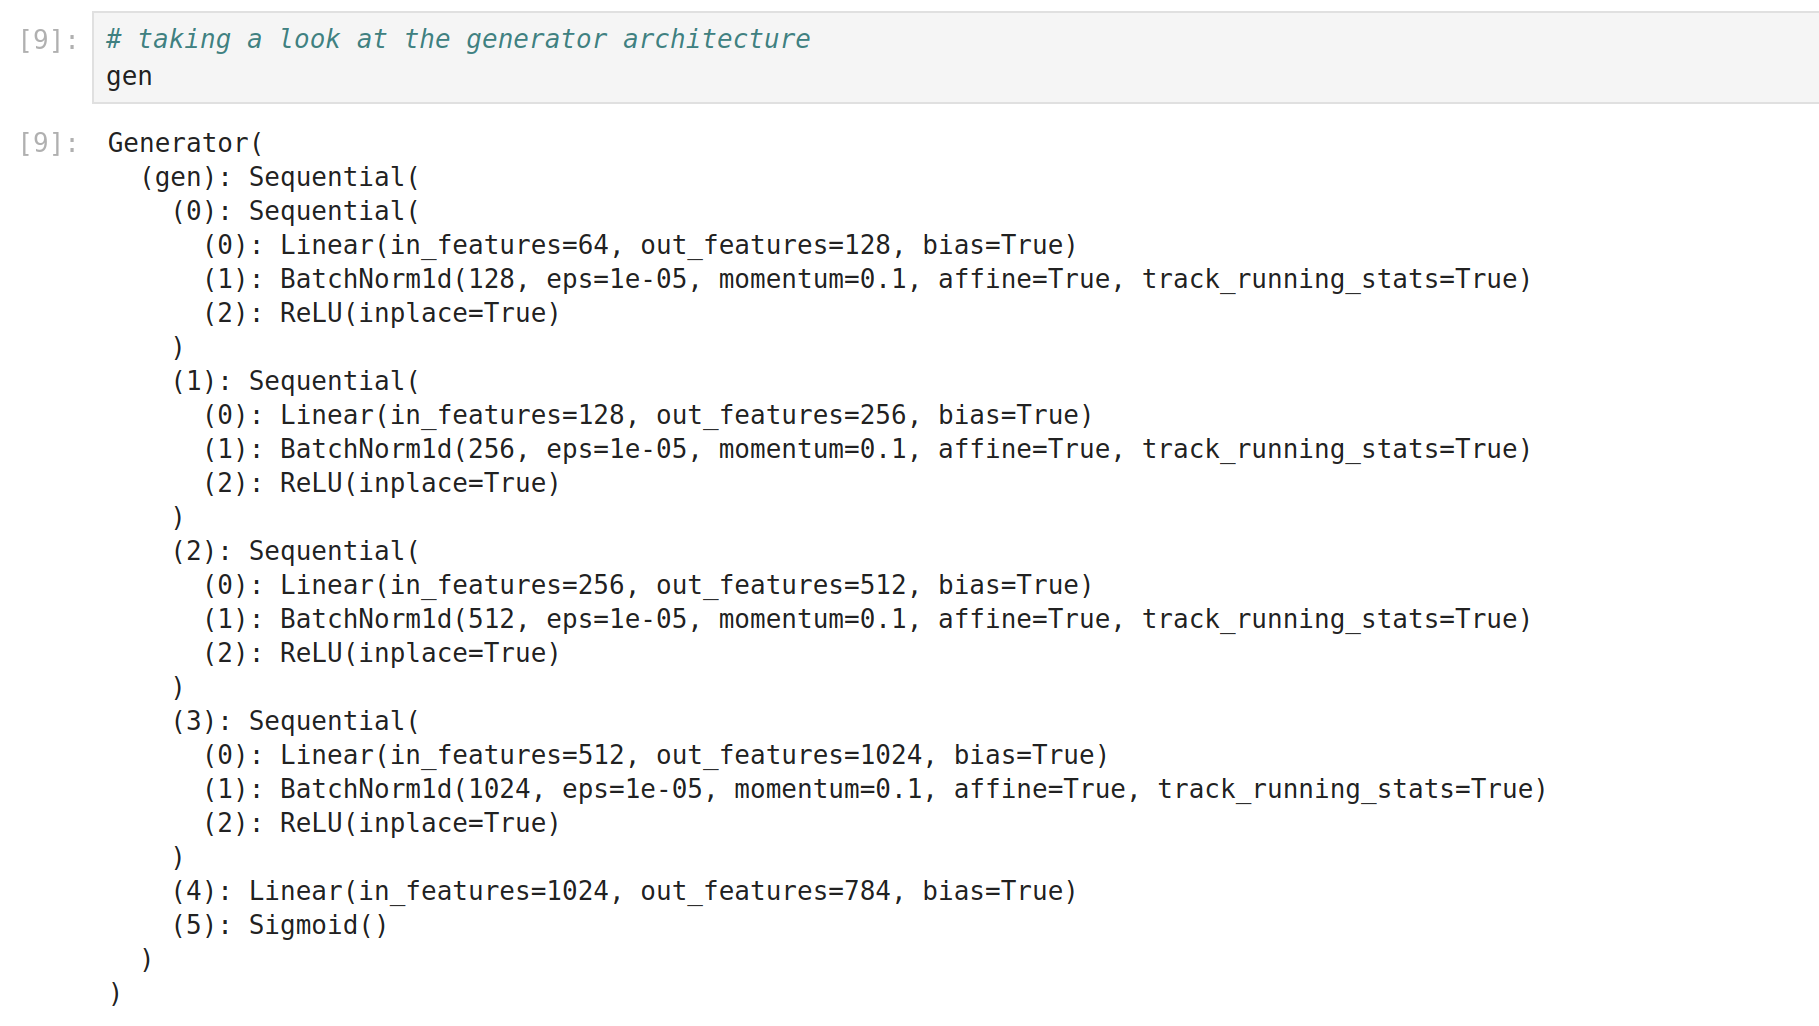 [9]: # taking a look at the generator architecture
gen
[9]: Generator(
  (gen): Sequential(
    (0): Sequential(
      (0): Linear(in_features=64, out_features=128, bias=True)
      (1): BatchNorm1d(128, eps=1e-05, momentum=0.1, affine=True, track_running_stats=True)
      (2): ReLU(inplace=True)
    )
    (1): Sequential(
      (0): Linear(in_features=128, out_features=256, bias=True)
      (1): BatchNorm1d(256, eps=1e-05, momentum=0.1, affine=True, track_running_stats=True)
      (2): ReLU(inplace=True)
    )
    (2): Sequential(
      (0): Linear(in_features=256, out_features=512, bias=True)
      (1): BatchNorm1d(512, eps=1e-05, momentum=0.1, affine=True, track_running_stats=True)
      (2): ReLU(inplace=True)
    )
    (3): Sequential(
      (0): Linear(in_features=512, out_features=1024, bias=True)
      (1): BatchNorm1d(1024, eps=1e-05, momentum=0.1, affine=True, track_running_stats=True)
      (2): ReLU(inplace=True)
    )
    (4): Linear(in_features=1024, out_features=784, bias=True)
    (5): Sigmoid()
  )
)